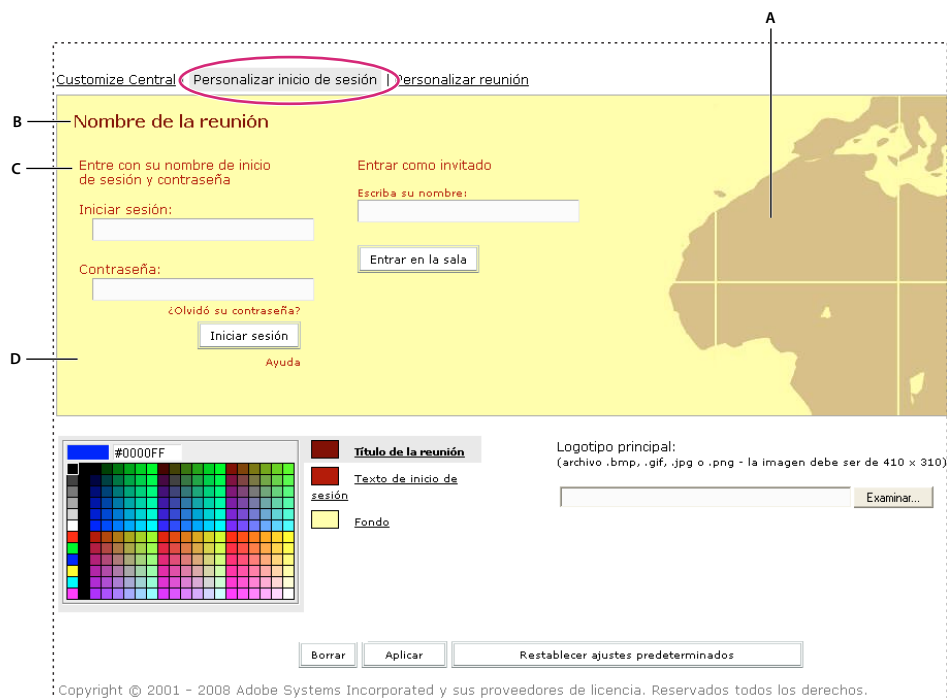 A
Customize Central Personalizar inicio de sesión | Personalizar reunión
B
Nombre de la reunión
C
Entre con su nombre de inicio
de sesión y contraseña
Entrar como invitado
Escriba su nombre:
Iniciar sesión:
Entrar en la sala
Contraseña:
¿Olvidó su contraseña?
Iniciar sesión
D
Ayuda
#0000FF
Título de la reunión
Texto de inicio de
sesión
Fondo
Logotipo principal:
(archivo .bmp, .gif, .jpg o .png - la imagen debe ser de 410 x 310)
Examinar...
Borrar
Aplicar
Restablecer ajustes predeterminados
Copyright © 2001 - 2008 Adobe Systems Incorporated y sus proveedores de licencia. Reservados todos los derechos.